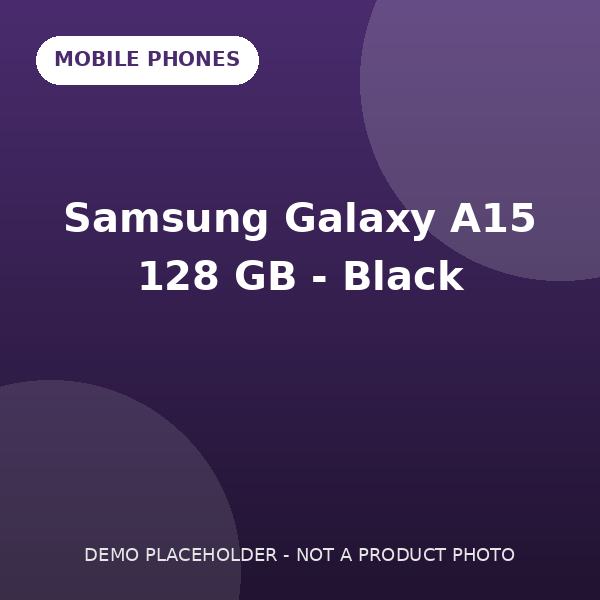 MOBILE PHONES
Samsung Galaxy A15
128 GB - Black
DEMO PLACEHOLDER - NOT A PRODUCT PHOTO